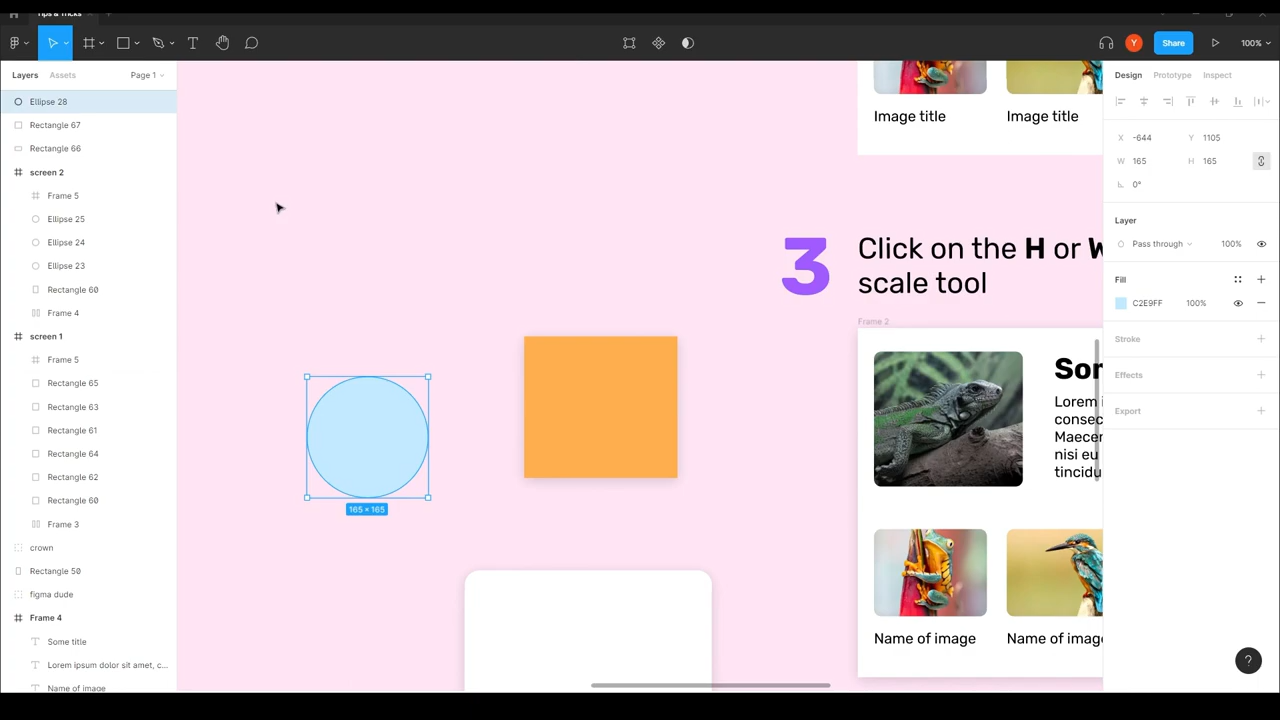 Tips & Tricks
Y
Share
100%
Layers
Assets
Page 1
Ellipse 28
Rectangle 67
Rectangle 66
screen 2
Frame 5
Ellipse 25
Ellipse 24
Ellipse 23
Rectangle 60
Frame 4
screen 1
Frame 5
Rectangle 65
Rectangle 63
Rectangle 61
Rectangle 64
Rectangle 62
Rectangle 60
Frame 3
crown
Rectangle 50
figma dude
Frame 4
Some title
Lorem ipsum dolor sit amet, c...
Name of image
165 × 165
Image title
Image title
3
Click on the H or W
scale tool
Frame 2
Som
Lorem i
consec
Maecen
nisi eu
tincidu
Name of image
Name of image
Design
Prototype
Inspect
X -644 Y 1105
W 165 H 165
0°
Layer
Pass through 100%
Fill
C2E9FF 100%
Stroke
Effects
Export
?